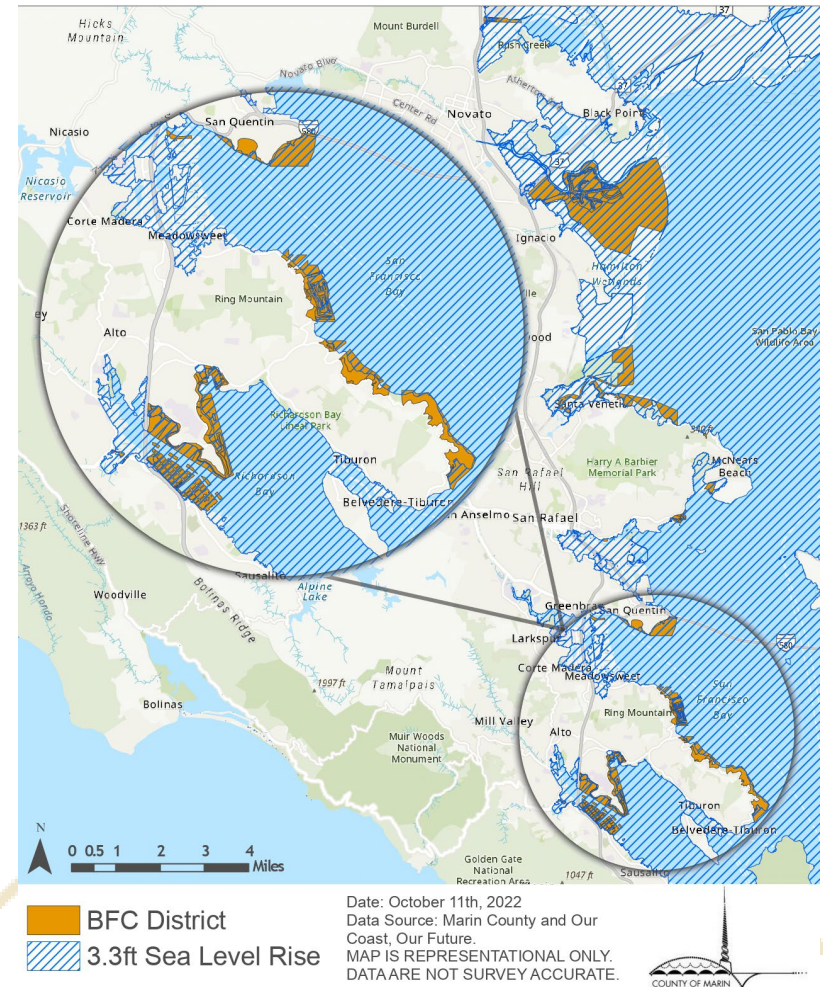 Hicks
Mountain
Mount Burdell
37
Rush Creek
Novato Blvd
Atherton
37
Center Rd
Novato
Black Point
Nicasio
San Quentin
580
37
Nicasio
Reservoir
Corte Madera
Meadowsweet
Ignacio
San
Francisco
Bay
Hamilton
Wetlands
Ring Mountain
ville
ey
Alto
wood
San Pablo Bay
Wildlife Area
Richardson Bay
Lineal Park
Santa Venetia
Tiburon
San Rafael
Hill
Harry A Barbier
Memorial Park
McNears
Beach
Richardson
Bay
Belvedere-Tiburon
n Anselmo
San Rafael
1363 ft
Shoreline Hwy
Arroyo Hondo
Sausalito
Alpine
Lake
Woodville
Bolinas Ridge
Greenbrae
San Quentin
Larkspur
580
Corte Madera
Meadowsweet
Mount
Tamalpais
1997 ft
San
Francisco
Bay
Bolinas
Mill Valley
Ring Mountain
Alto
Muir Woods
National
Monument
Tiburon
Belvedere-Tiburon
N
0 0.5 1 2 3 4
Miles
Golden Gate
National
Recreation Area
1047 ft
Sausalito
BFC District
3.3ft Sea Level Rise
Date: October 11th, 2022
Data Source: Marin County and Our
Coast, Our Future.
MAP IS REPRESENTATIONAL ONLY.
DATA ARE NOT SURVEY ACCURATE.
COUNTY OF MARIN